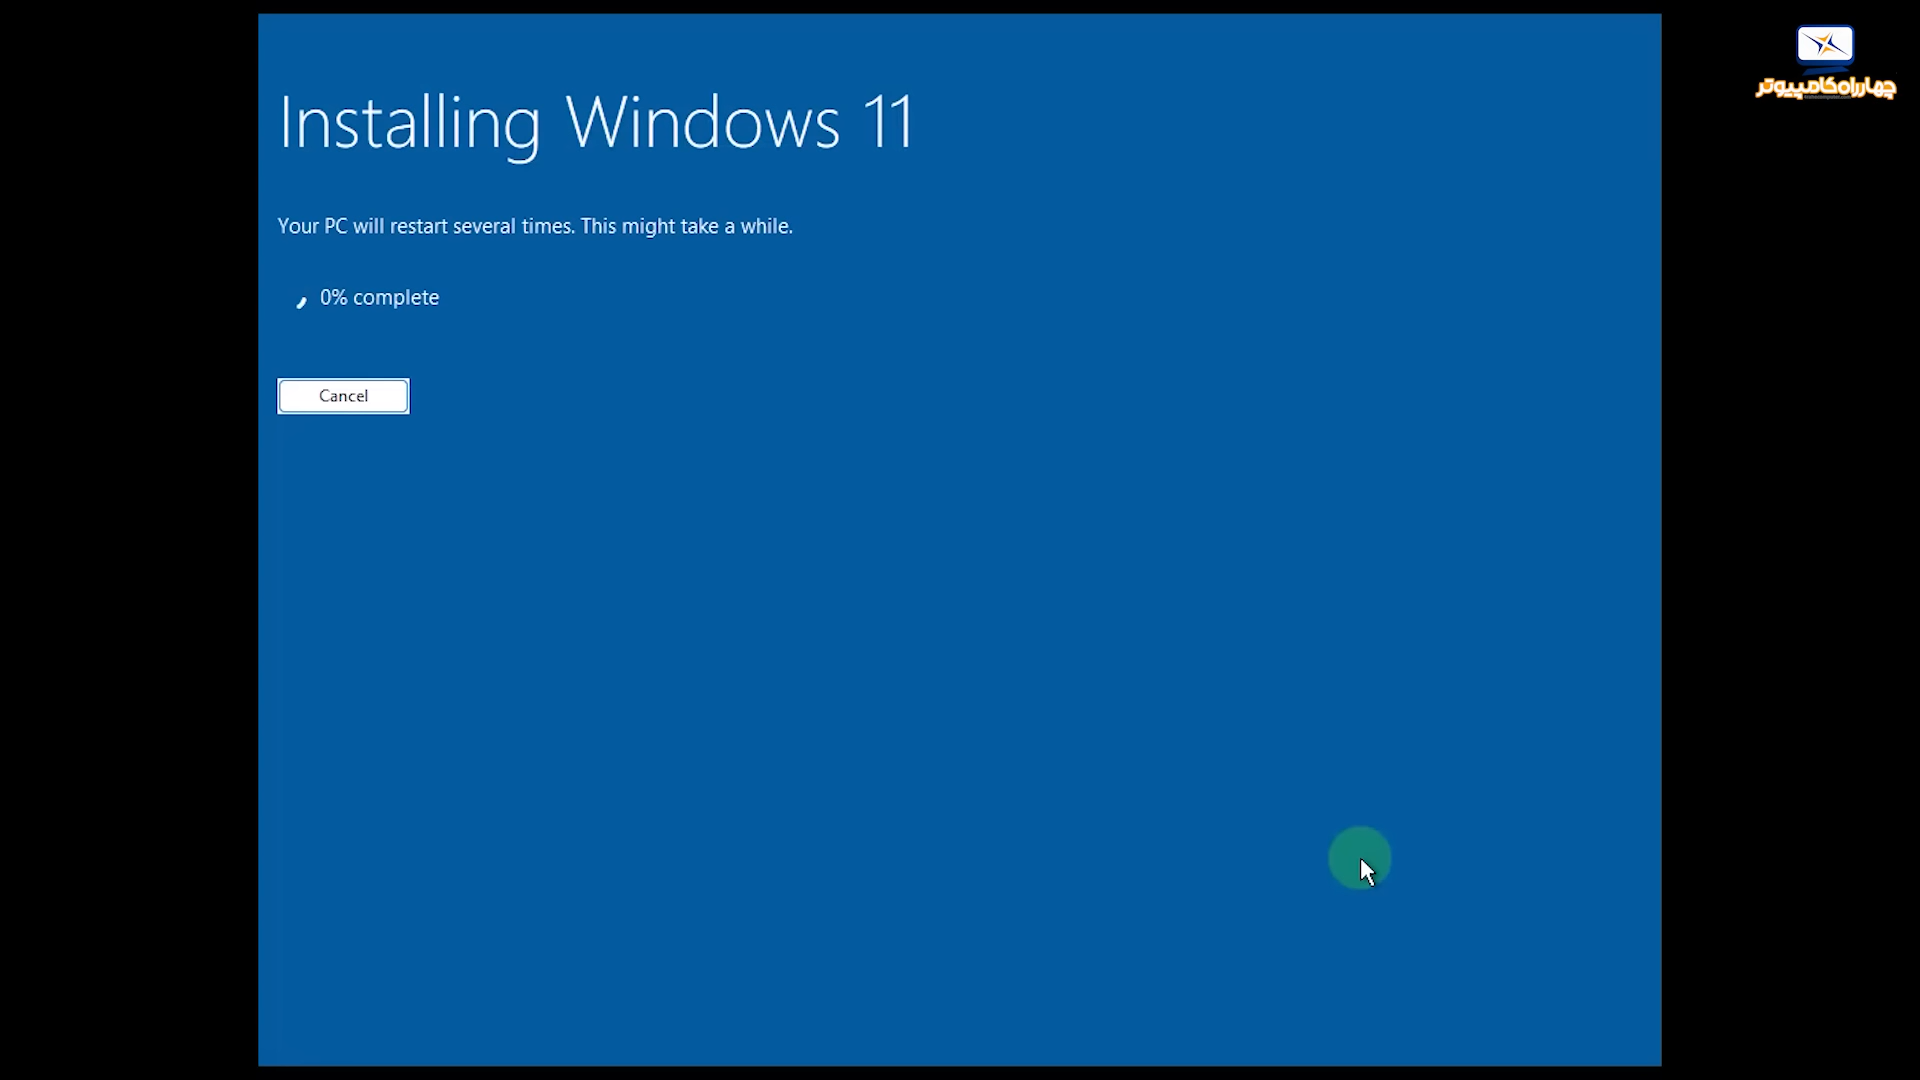 Installing Windows 11
چهارراه کامپیوتر
Your PC will restart several times. This might take a while.
0% complete
Cancel